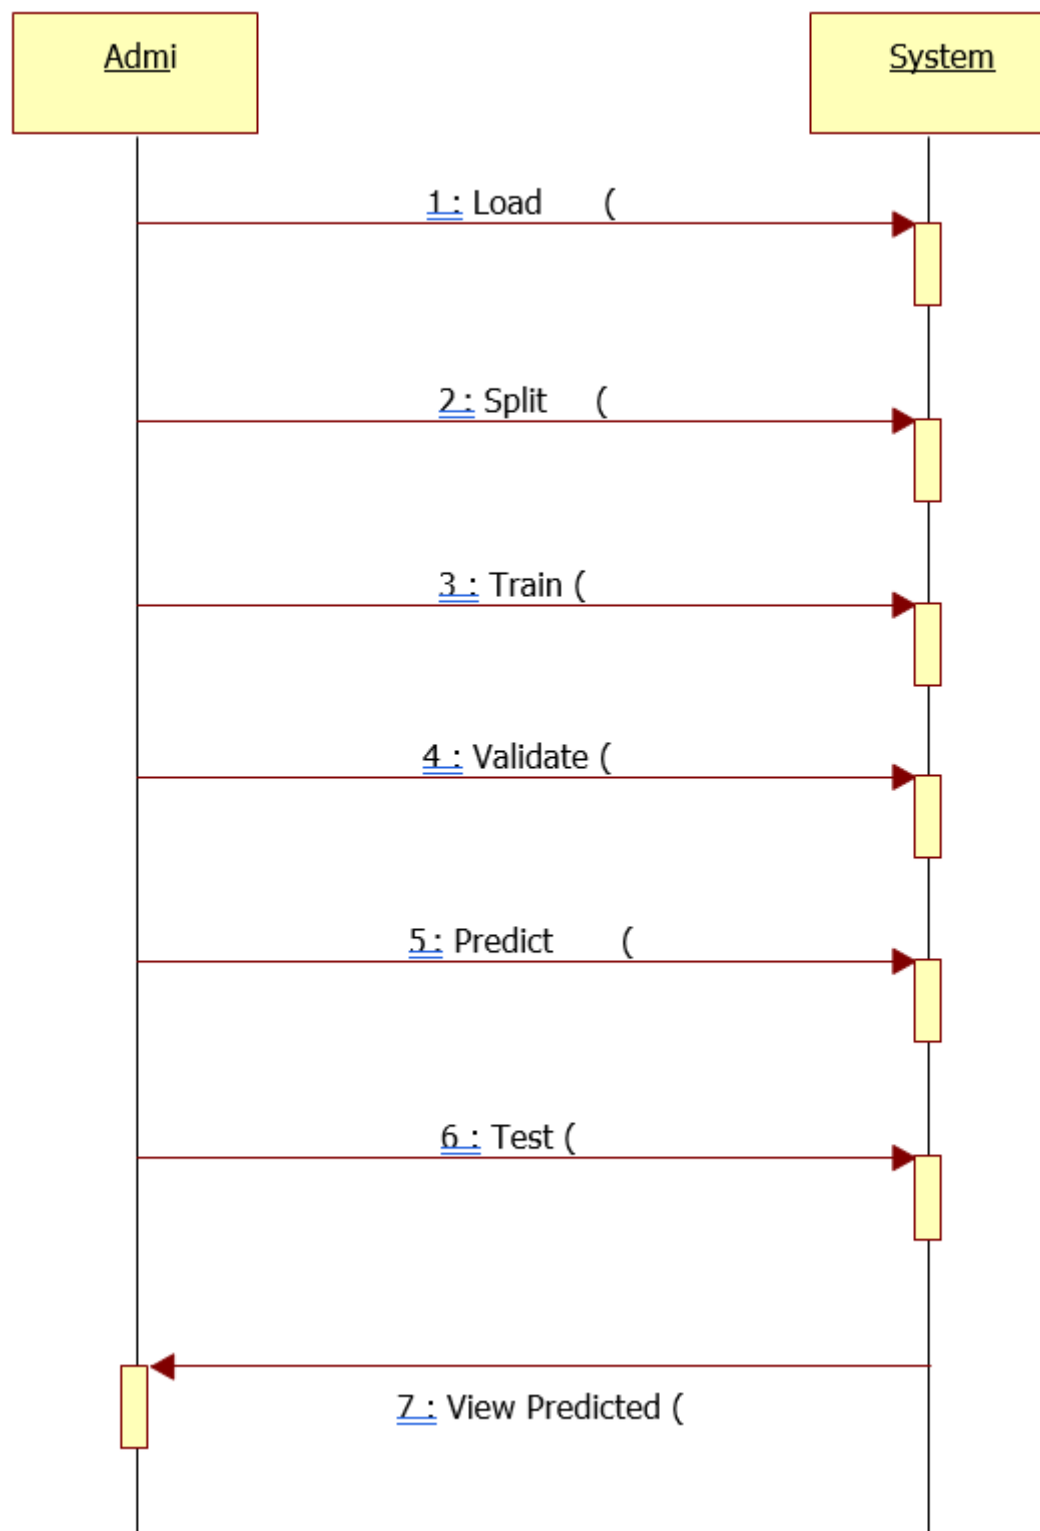 Admi
System
1 : Load (
2 : Split (
3 : Train (
4 : Validate (
5 : Predict (
6 : Test (
7 : View Predicted (